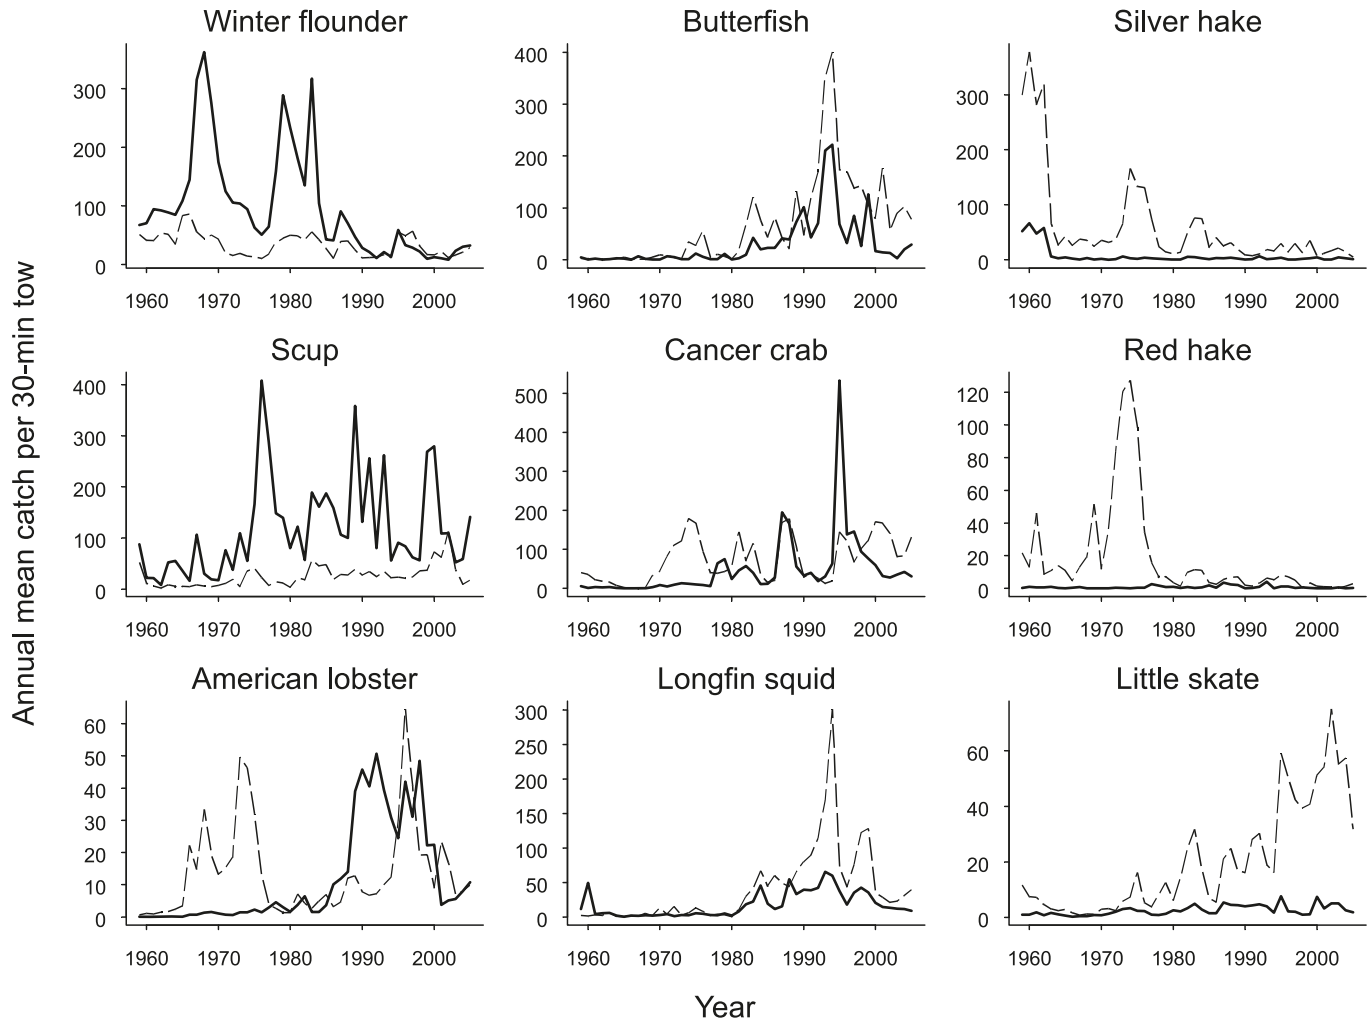 Annual mean catch per 30-min tow
Winter flounder
300
200
100
0
1960 1970 1980 1990 2000
Butterfish
400
300
200
100
0
1960 1970 1980 1990 2000
Silver hake
300
200
100
0
1960 1970 1980 1990 2000
Scup
400
300
200
100
0
1960 1970 1980 1990 2000
Cancer crab
500
400
300
200
100
0
1960 1970 1980 1990 2000
Red hake
120
100
80
60
40
20
0
1960 1970 1980 1990 2000
American lobster
60
50
40
30
20
10
0
1960 1970 1980 1990 2000
Longfin squid
300
250
200
150
100
50
0
1960 1970 1980 1990 2000
Little skate
60
40
20
0
1960 1970 1980 1990 2000
Year